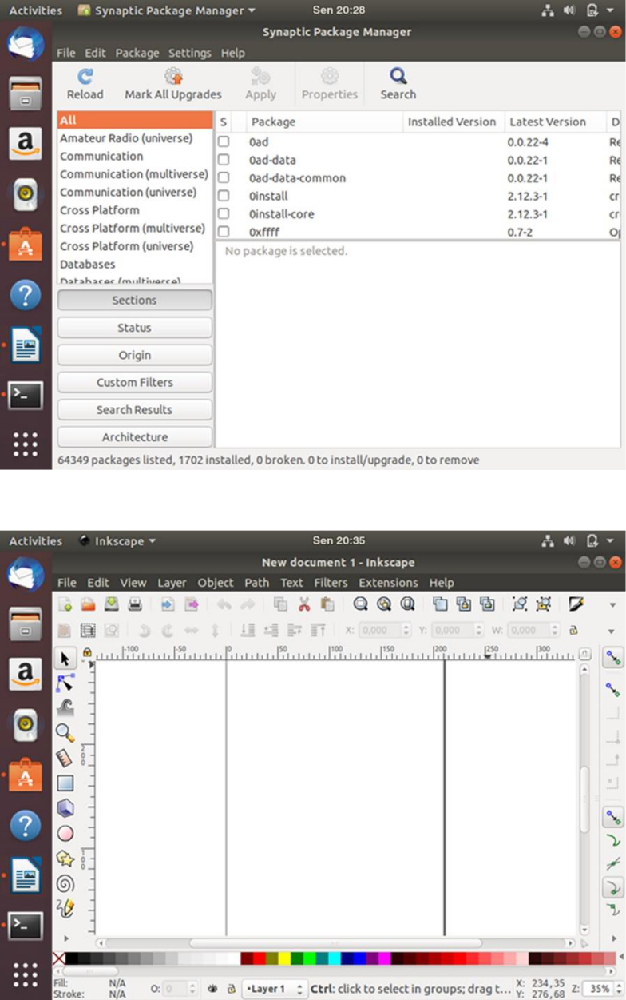 Activities Synaptic Package Manager Sen 20:28
Synaptic Package Manager
File Edit Package Settings Help
Reload Mark All Upgrades Apply Properties Search
All
Amateur Radio (universe)
Communication
Communication (multiverse)
Communication (universe)
Cross Platform
Cross Platform (multiverse)
Cross Platform (universe)
Databases
Databases (multiverse)
Sections
Status
Origin
Custom Filters
Search Results
Architecture
S Package Installed Version Latest Version D
0ad 0.0.22-4 Re
0ad-data 0.0.22-1 Re
0ad-data-common 0.0.22-1 Re
0install 2.12.3-1 cr
0install-core 2.12.3-1 cr
0xffff 0.7-2 Op
No package is selected.
64349 packages listed, 1702 installed, 0 broken. 0 to install/upgrade, 0 to remove
Activities Inkscape Sen 20:35
New document 1 - Inkscape
File Edit View Layer Object Path Text Filters Extensions Help
X: 0,000 Y: 0,000 W: 0,000
-100 -50 0 50 100 150 200 250 300
200
100
Fill: N/A
Stroke: N/A
O: 0
•Layer 1
Ctrl: click to select in groups; drag t...
X: 234,35
Y: 276,68
Z: 35%